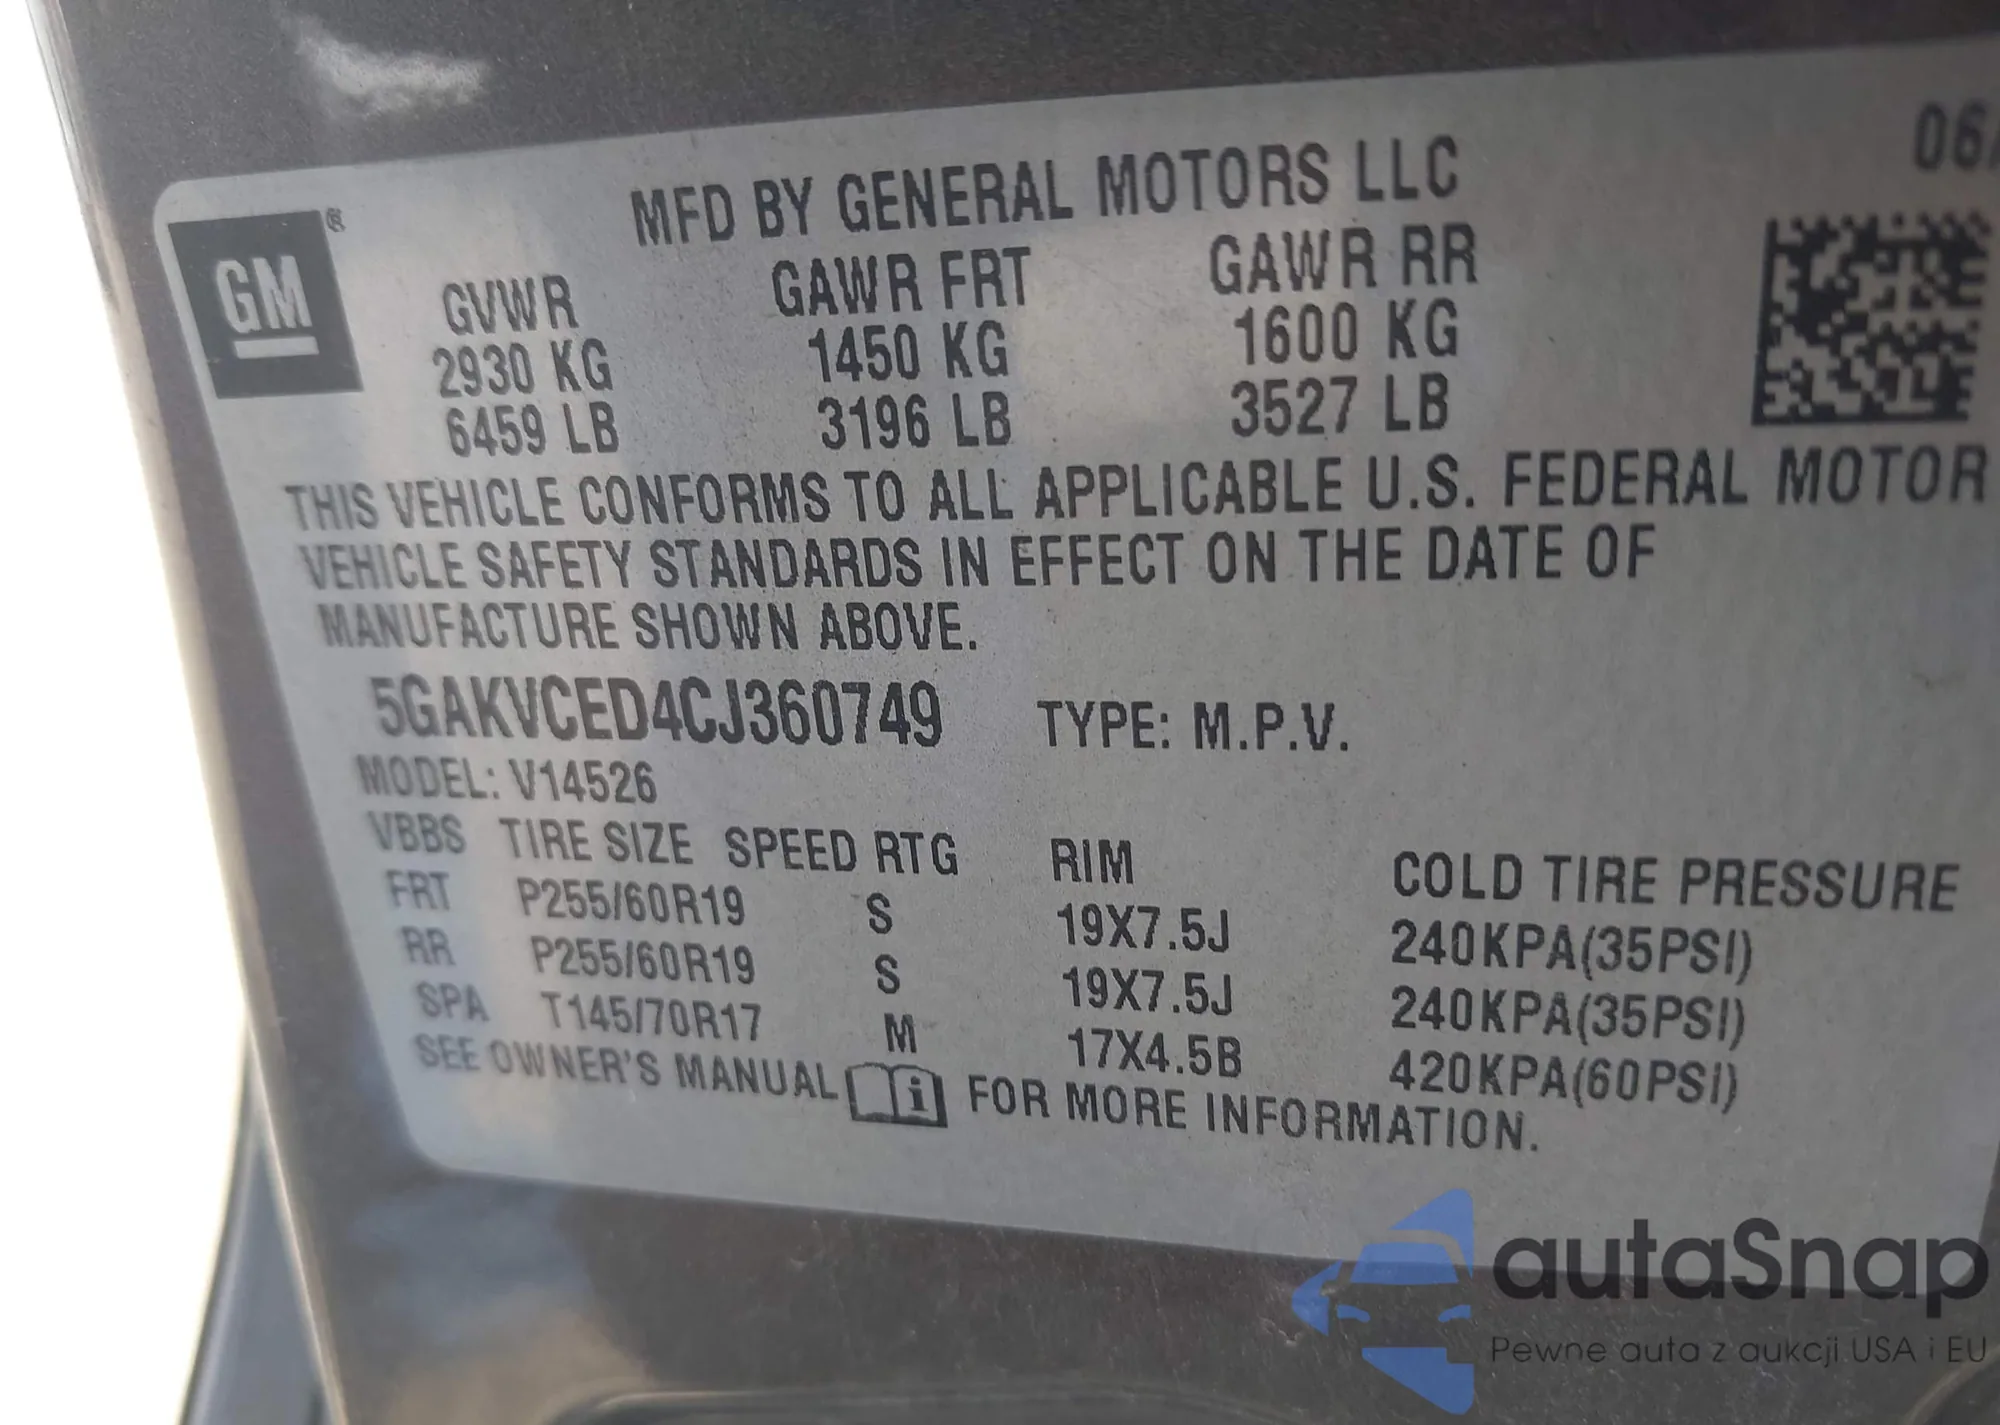 06/
MFD BY GENERAL MOTORS LLC
GM®
GVWR GAWR FRT GAWR RR
2930 KG 1450 KG 1600 KG
6459 LB 3196 LB 3527 LB
THIS VEHICLE CONFORMS TO ALL APPLICABLE U.S. FEDERAL MOTOR
VEHICLE SAFETY STANDARDS IN EFFECT ON THE DATE OF
MANUFACTURE SHOWN ABOVE.
5GAKVCED4CJ360749 TYPE: M.P.V.
MODEL: V14526
VBBS TIRE SIZE SPEED RTG RIM COLD TIRE PRESSURE
FRT P255/60R19 S 19X7.5J 240KPA(35PSI)
RR P255/60R19 S 19X7.5J 240KPA(35PSI)
SPA T145/70R17 M 17X4.5B 420KPA(60PSI)
SEE OWNER'S MANUAL i FOR MORE INFORMATION.
autaSnap
Pewne auta z aukcji USA i EU